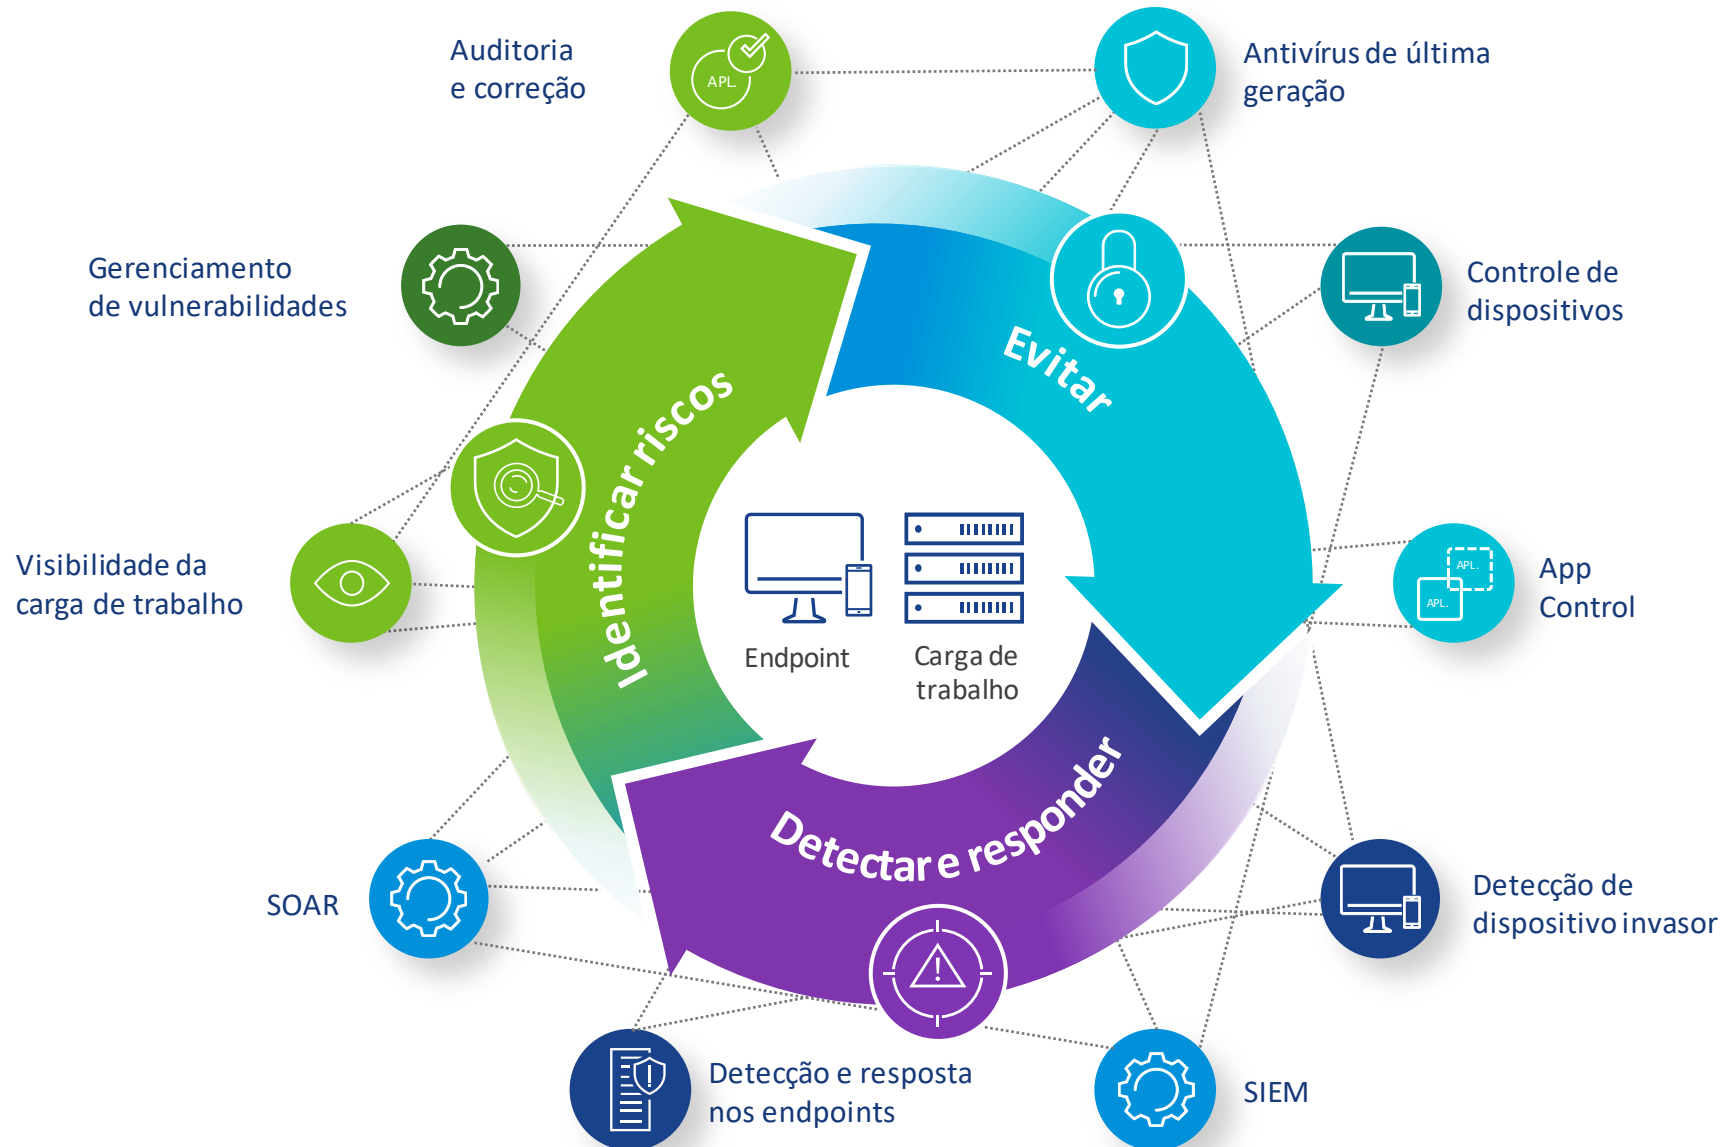 Auditoria
e correção
APL.
Antivírus de última
geração
Gerenciamento
de vulnerabilidades
Controle de
dispositivos
Evitar
Identificar riscos
Visibilidade da
carga de trabalho
Endpoint
Carga de
trabalho
APL.
APL.
App
Control
Detectar e responder
SOAR
Detecção de
dispositivo invasor
Detecção e resposta
nos endpoints
SIEM